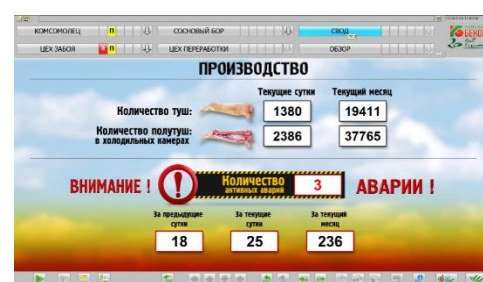 КОМСОМОЛЕЦ П СОСНОВЫЙ БОР СВОД
ЦЕХ ЗАБОЯ П ЦЕХ ПЕРЕРАБОТКИ ОБЗОР
ПРОИЗВОДСТВО
Текущие сутки Текущий месяц
Количество туш: 1380 19411
Количество полутуш:
в холодильных камерах 2386 37765
ВНИМАНИЕ ! Количество
активных аварий 3 АВАРИИ !
За предыдущие
сутки За текущие
сутки За текущий
месяц
18 25 236